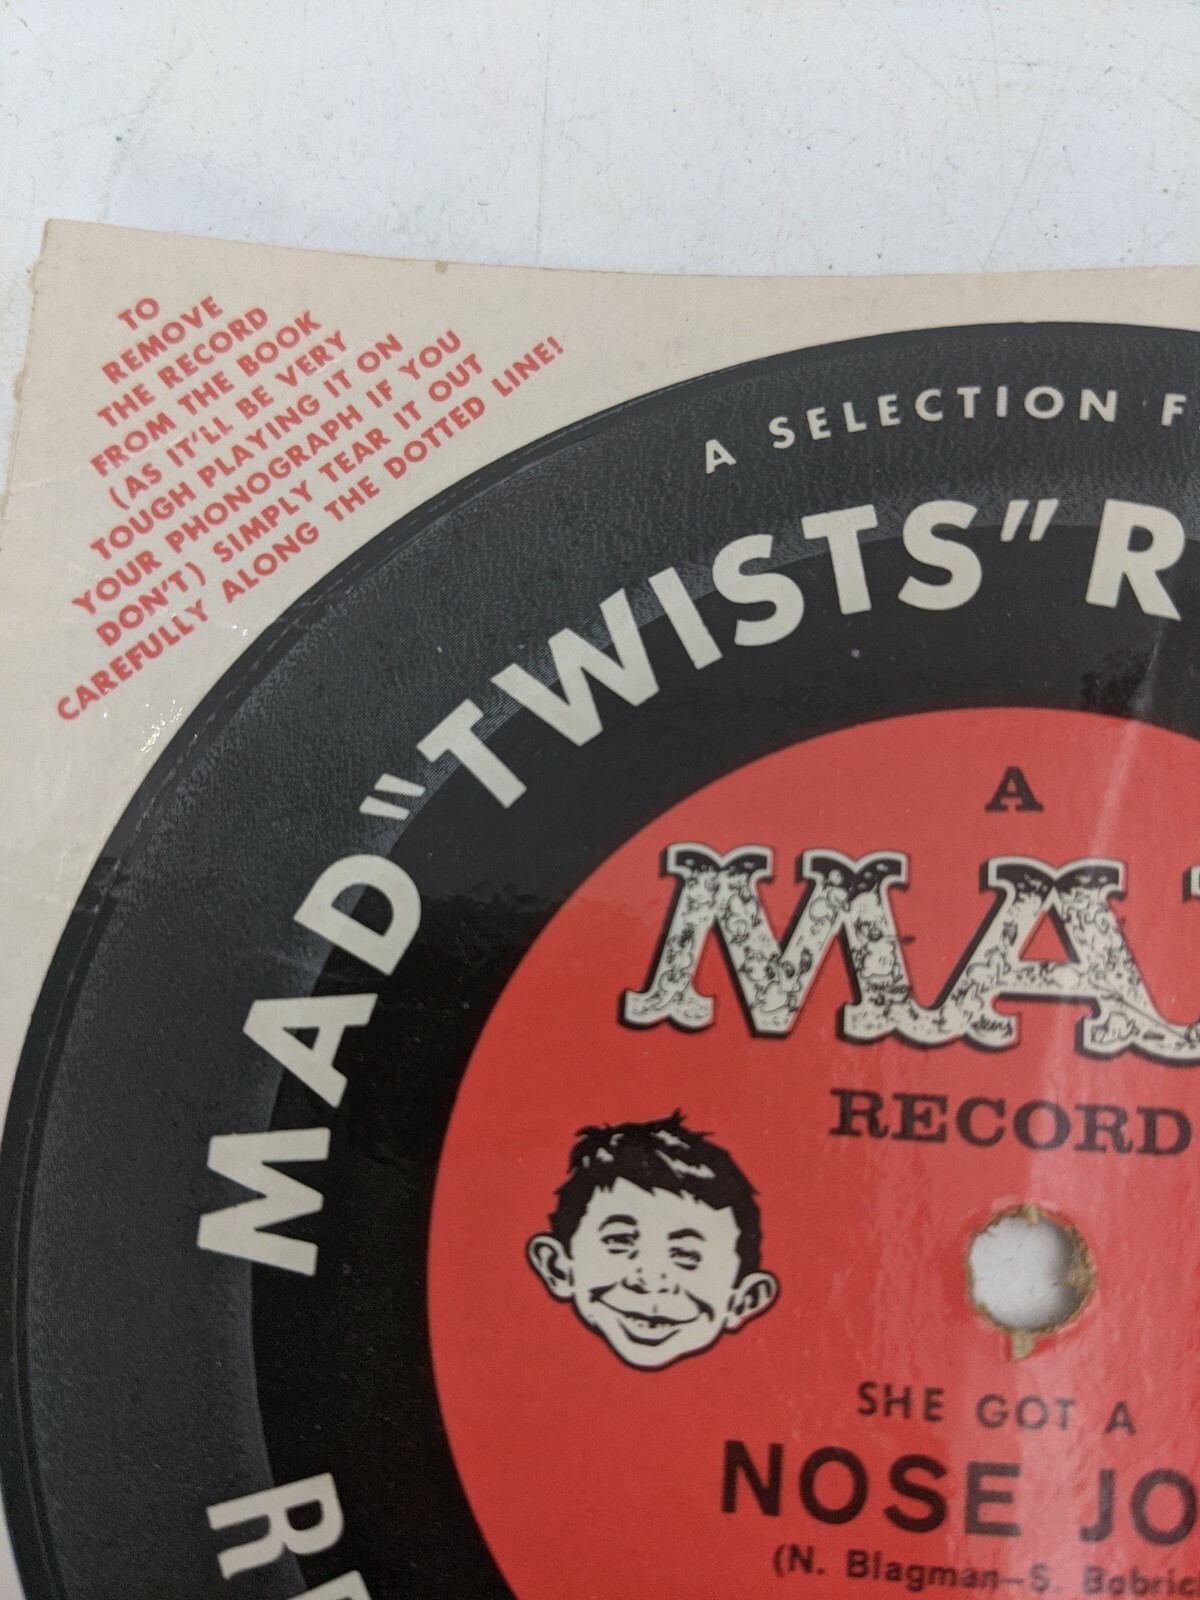 TO
REMOVE
THE RECORD
FROM THE BOOK
(AS IT'LL BE VERY
TOUGH PLAYING IT ON
YOUR PHONOGRAPH IF YOU
DON'T) SIMPLY TEAR IT OUT
CAREFULLY ALONG THE DOTTED LINE!
A SELECTION F
MAD "TWISTS" R
A
MA
RECORD
SHE GOT A
NOSE JO
(N. Blagman–S. Bobric
R